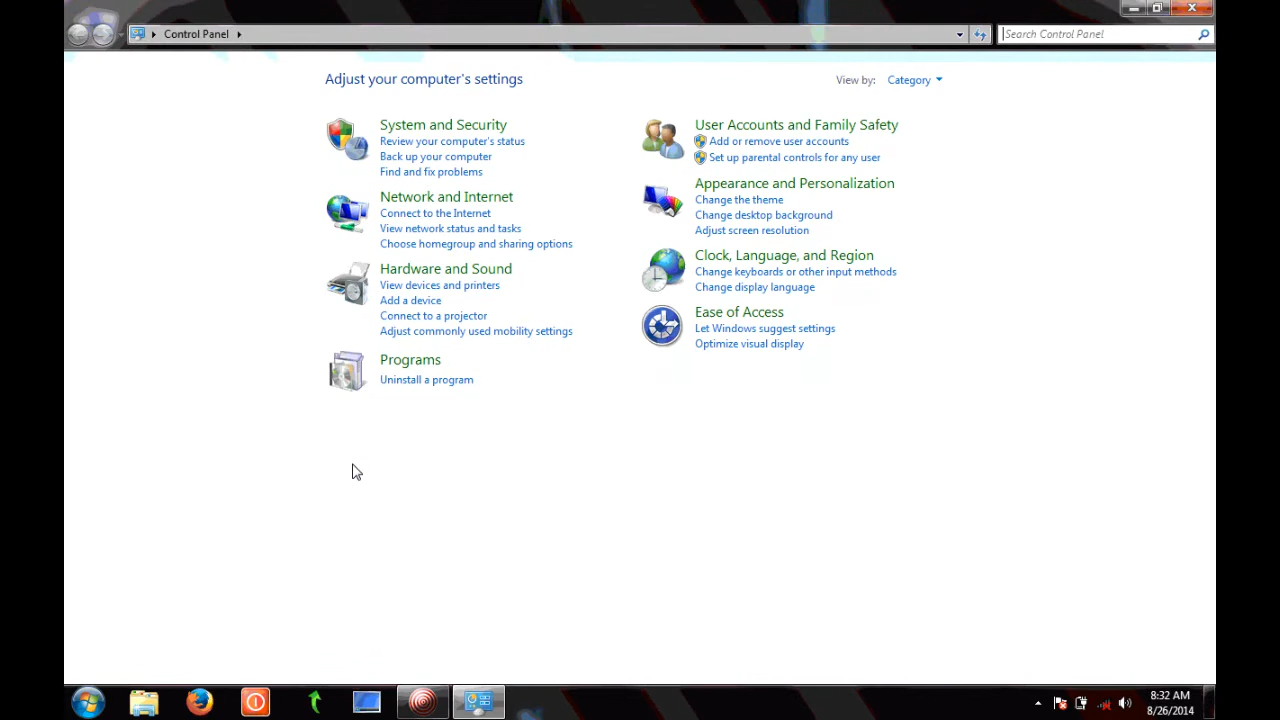 Control Panel
Search Control Panel
Adjust your computer's settings
View by: Category
System and Security
Review your computer's status
Back up your computer
Find and fix problems
Network and Internet
Connect to the Internet
View network status and tasks
Choose homegroup and sharing options
Hardware and Sound
View devices and printers
Add a device
Connect to a projector
Adjust commonly used mobility settings
Programs
Uninstall a program
User Accounts and Family Safety
Add or remove user accounts
Set up parental controls for any user
Appearance and Personalization
Change the theme
Change desktop background
Adjust screen resolution
Clock, Language, and Region
Change keyboards or other input methods
Change display language
Ease of Access
Let Windows suggest settings
Optimize visual display
8:32 AM
8/26/2014